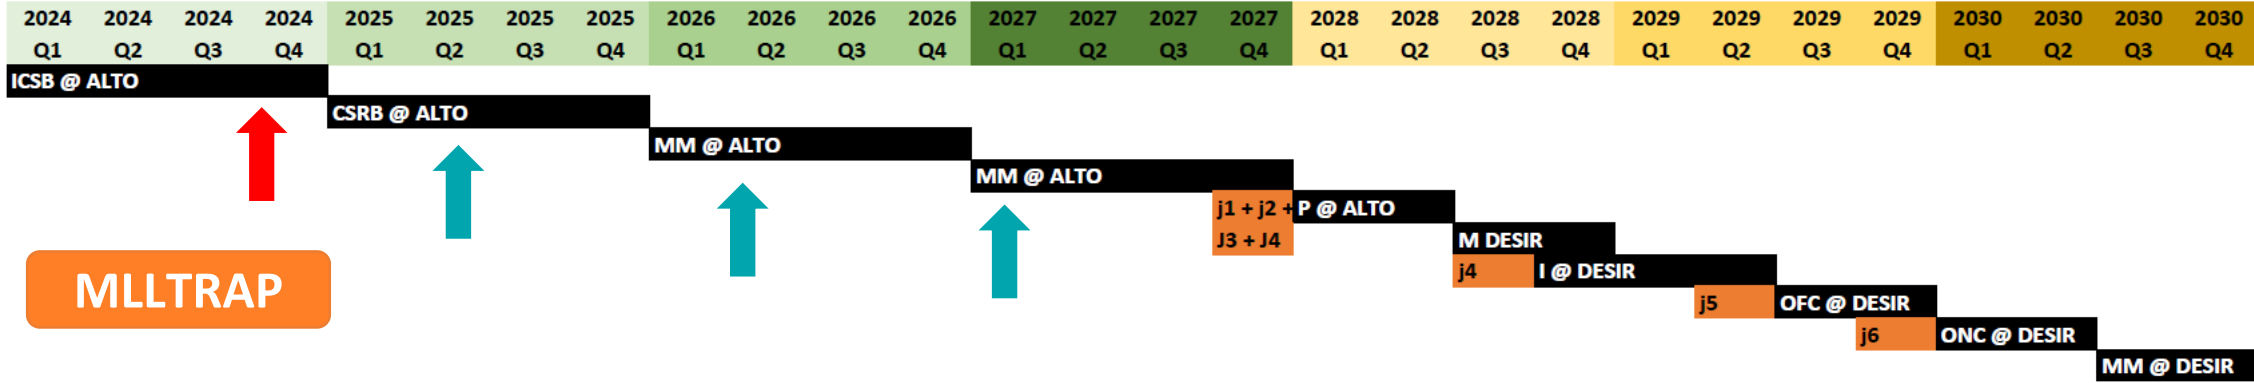 2024 2024 2024 2024 2025 2025 2025 2025 2026 2026 2026 2026 2027 2027 2027 2027 2028 2028 2028 2028 2029 2029 2029 2029 2030 2030 2030 2030
Q1 Q2 Q3 Q4 Q1 Q2 Q3 Q4 Q1 Q2 Q3 Q4 Q1 Q2 Q3 Q4 Q1 Q2 Q3 Q4 Q1 Q2 Q3 Q4 Q1 Q2 Q3 Q4
ICSB @ ALTO
CSRB @ ALTO
MM @ ALTO
MM @ ALTO
j1 + j2 + P @ ALTO
J3 + J4 M DESIR
j4 I @ DESIR
MLLTRAP
j5 OFC @ DESIR
j6 ONC @ DESIR
MM @ DESIR